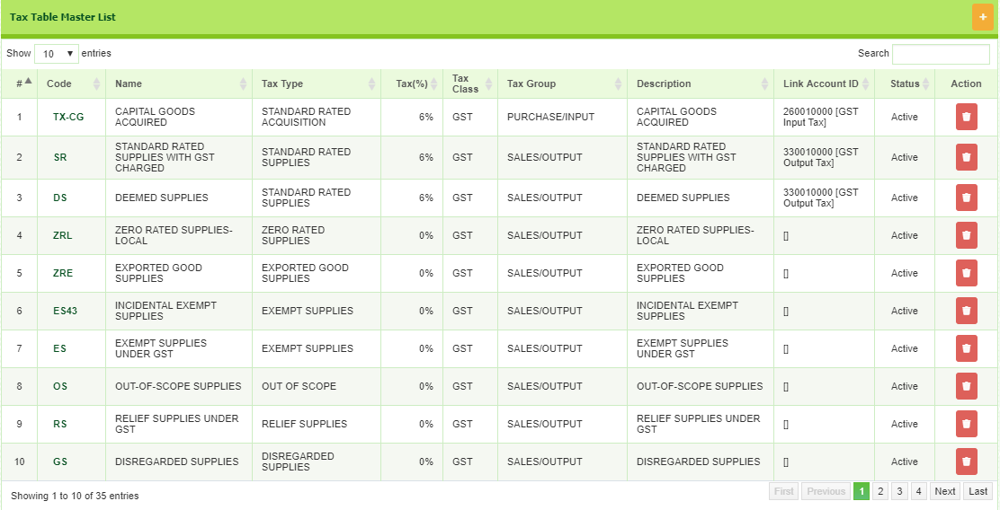 Tax Table Master List
+
Show 10 entries
Search
# Code Name Tax Type Tax(%) Tax Class Tax Group Description Link Account ID Status Action
1 TX-CG CAPITAL GOODS ACQUIRED STANDARD RATED ACQUISITION 6% GST PURCHASE/INPUT CAPITAL GOODS ACQUIRED 260010000 [GST Input Tax] Active
2 SR STANDARD RATED SUPPLIES WITH GST CHARGED STANDARD RATED SUPPLIES 6% GST SALES/OUTPUT STANDARD RATED SUPPLIES WITH GST CHARGED 330010000 [GST Output Tax] Active
3 DS DEEMED SUPPLIES STANDARD RATED SUPPLIES 6% GST SALES/OUTPUT DEEMED SUPPLIES 330010000 [GST Output Tax] Active
4 ZRL ZERO RATED SUPPLIES-LOCAL ZERO RATED SUPPLIES 0% GST SALES/OUTPUT ZERO RATED SUPPLIES-LOCAL [] Active
5 ZRE EXPORTED GOOD SUPPLIES EXPORTED GOOD SUPPLIES 0% GST SALES/OUTPUT EXPORTED GOOD SUPPLIES [] Active
6 ES43 INCIDENTAL EXEMPT SUPPLIES EXEMPT SUPPLIES 0% GST SALES/OUTPUT INCIDENTAL EXEMPT SUPPLIES [] Active
7 ES EXEMPT SUPPLIES UNDER GST EXEMPT SUPPLIES 0% GST SALES/OUTPUT EXEMPT SUPPLIES UNDER GST [] Active
8 OS OUT-OF-SCOPE SUPPLIES OUT OF SCOPE 0% GST SALES/OUTPUT OUT-OF-SCOPE SUPPLIES [] Active
9 RS RELIEF SUPPLIES UNDER GST RELIEF SUPPLIES 0% GST SALES/OUTPUT RELIEF SUPPLIES UNDER GST [] Active
10 GS DISREGARDED SUPPLIES DISREGARDED SUPPLIES 0% GST SALES/OUTPUT DISREGARDED SUPPLIES [] Active
Showing 1 to 10 of 35 entries
First Previous 1 2 3 4 Next Last